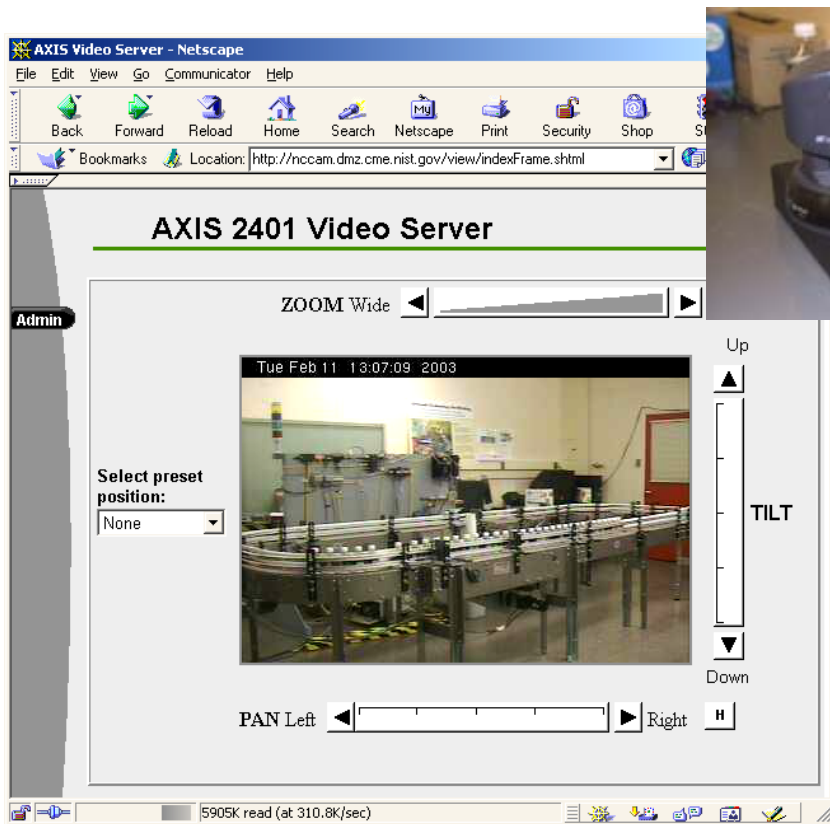 AXIS Video Server - Netscape
File Edit View Go Communicator Help
Back Forward Reload Home Search Netscape Print Security Shop
My
Bookmarks Location: http://nccam.dmz.cme.nist.gov/view/indexFrame.shtml
AXIS 2401 Video Server
Admin
ZOOM Wide
Up
Tue Feb 11 13:07:09 2003
Select preset
position:
None
TILT
Down
PAN Left
Right
H
5905K read (at 310.8K/sec)